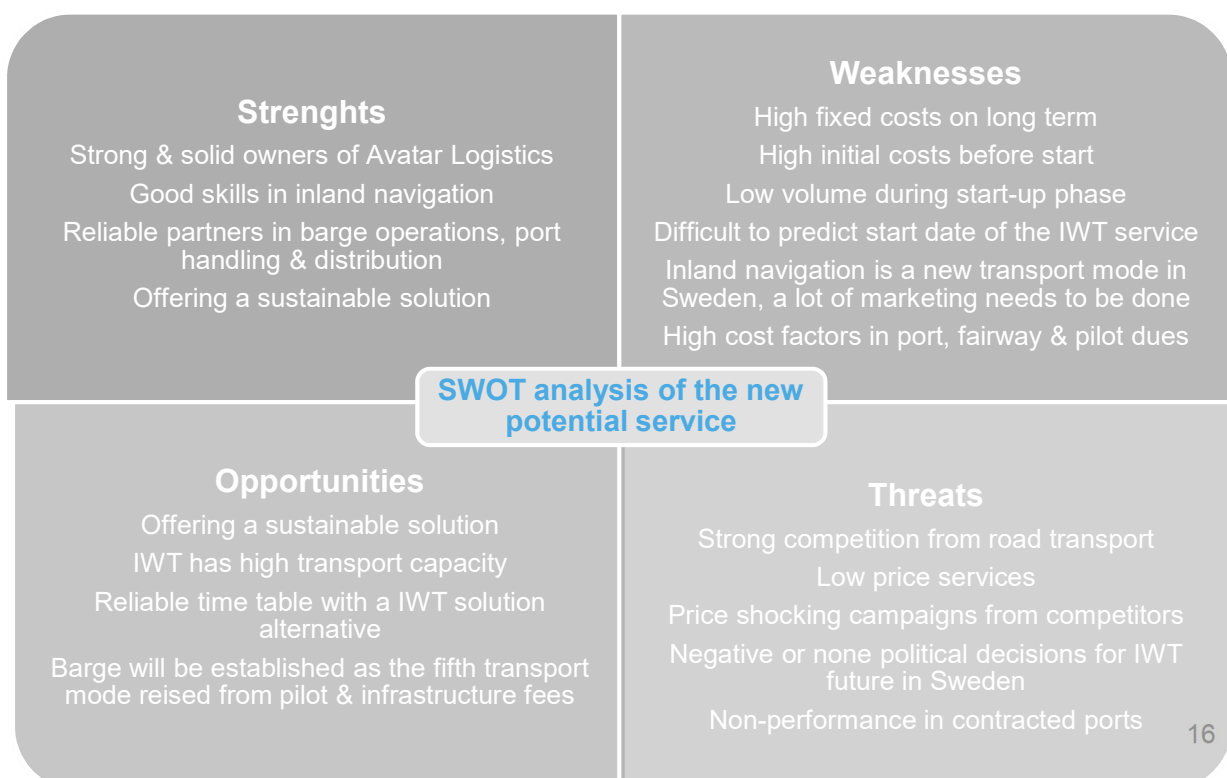 Strenghts
Strong & solid owners of Avatar Logistics
Good skills in inland navigation
Reliable partners in barge operations, port
handling & distribution
Offering a sustainable solution
Weaknesses
High fixed costs on long term
High initial costs before start
Low volume during start-up phase
Difficult to predict start date of the IWT service
Inland navigation is a new transport mode in
Sweden, a lot of marketing needs to be done
High cost factors in port, fairway & pilot dues
SWOT analysis of the new
potential service
Opportunities
Offering a sustainable solution
IWT has high transport capacity
Reliable time table with a IWT solution
alternative
Barge will be established as the fifth transport
mode reised from pilot & infrastructure fees
Threats
Strong competition from road transport
Low price services
Price shocking campaigns from competitors
Negative or none political decisions for IWT
future in Sweden
Non-performance in contracted ports
16